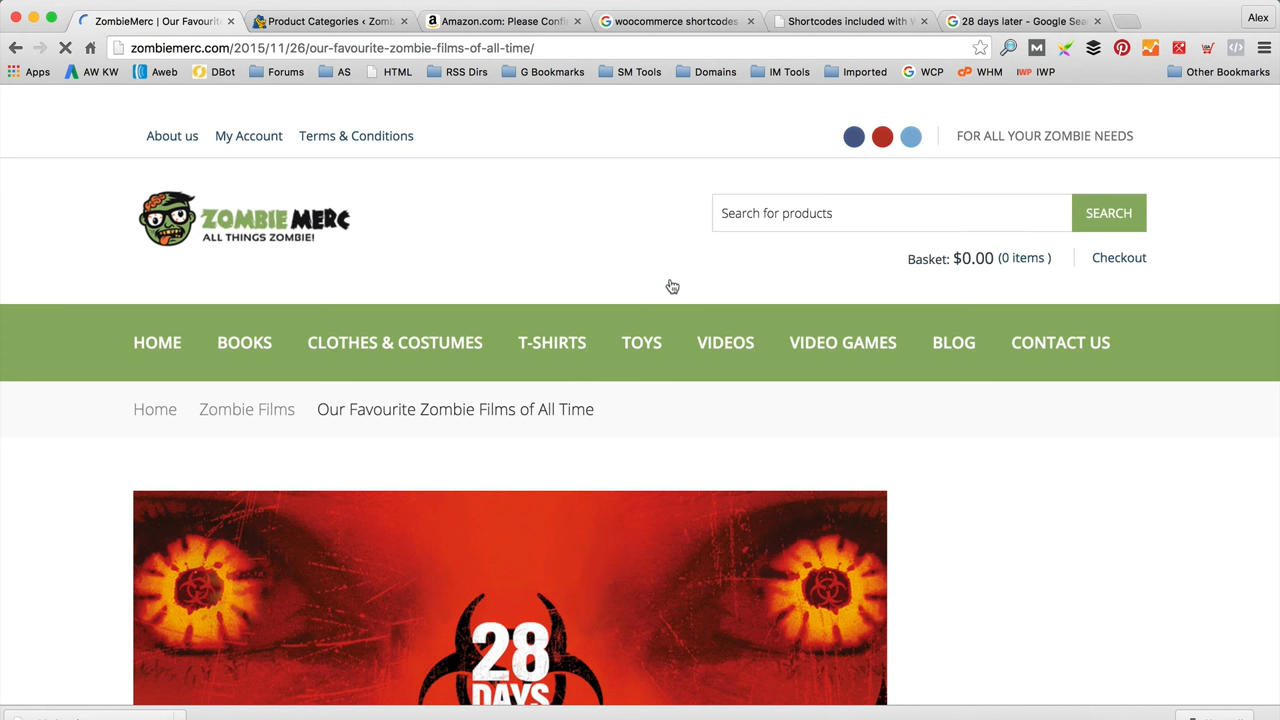 ZombieMerc | Our Favourit
Product Categories ‹ Zomb
Amazon.com: Please Confi
woocommerce shortcodes
Shortcodes included with
28 days later - Google Sea
Alex
zombiemerc.com/2015/11/26/our-favourite-zombie-films-of-all-time/
Apps
AW KW
Aweb
DBot
Forums
AS
HTML
RSS Dirs
G Bookmarks
SM Tools
Domains
IM Tools
Imported
WCP
WHM
IWP
Other Bookmarks
About us
My Account
Terms & Conditions
FOR ALL YOUR ZOMBIE NEEDS
ZOMBIE MERC
ALL THINGS ZOMBIE!
Search for products
SEARCH
Basket: $0.00 (0 items )
Checkout
HOME
BOOKS
CLOTHES & COSTUMES
T-SHIRTS
TOYS
VIDEOS
VIDEO GAMES
BLOG
CONTACT US
Home
Zombie Films
Our Favourite Zombie Films of All Time
28
DAYS